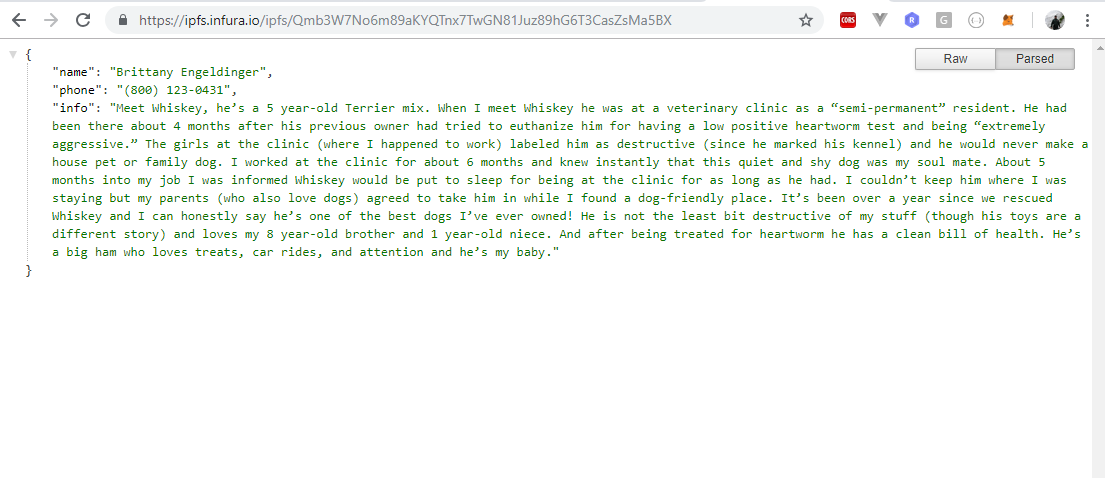 https://ipfs.infura.io/ipfs/Qmb3W7No6m89aKYQTnx7TwGN81Juz89hG6T3CasZsMa5BX
CORS
R
G
Raw
Parsed
{
"name": "Brittany Engeldinger",
"phone": "(800) 123-0431",
"info": "Meet Whiskey, he’s a 5 year-old Terrier mix. When I meet Whiskey he was at a veterinary clinic as a “semi-permanent” resident. He had
been there about 4 months after his previous owner had tried to euthanize him for having a low positive heartworm test and being “extremely
aggressive.” The girls at the clinic (where I happened to work) labeled him as destructive (since he marked his kennel) and he would never make a
house pet or family dog. I worked at the clinic for about 6 months and knew instantly that this quiet and shy dog was my soul mate. About 5
months into my job I was informed Whiskey would be put to sleep for being at the clinic for as long as he had. I couldn’t keep him where I was
staying but my parents (who also love dogs) agreed to take him in while I found a dog-friendly place. It’s been over a year since we rescued
Whiskey and I can honestly say he’s one of the best dogs I’ve ever owned! He is not the least bit destructive of my stuff (though his toys are a
different story) and loves my 8 year-old brother and 1 year-old niece. And after being treated for heartworm he has a clean bill of health. He’s
a big ham who loves treats, car rides, and attention and he’s my baby."
}